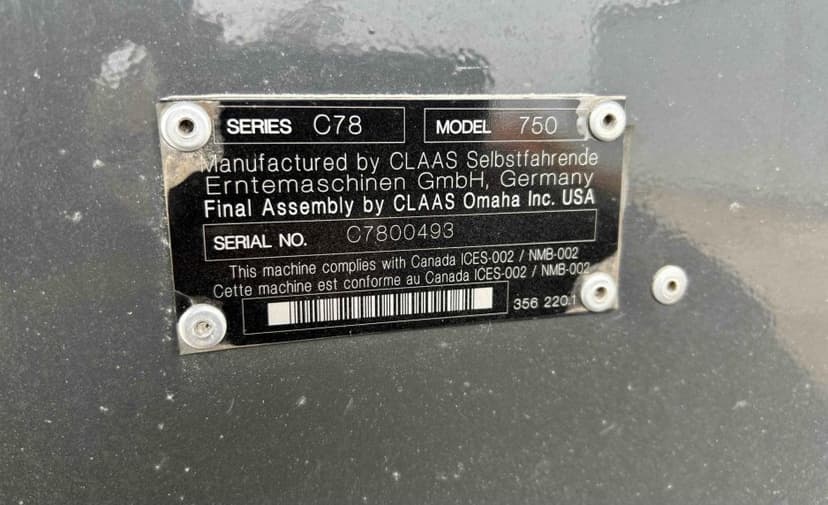 SERIES C78 MODEL 750
Manufactured by CLAAS Selbstfahrende
Erntemaschinen GmbH, Germany
Final Assembly by CLAAS Omaha Inc. USA
SERIAL NO. C7800493
This machine complies with Canada ICES-002 / NMB-002
Cette machine est conforme au Canada ICES-002 / NMB-002
356 220.1